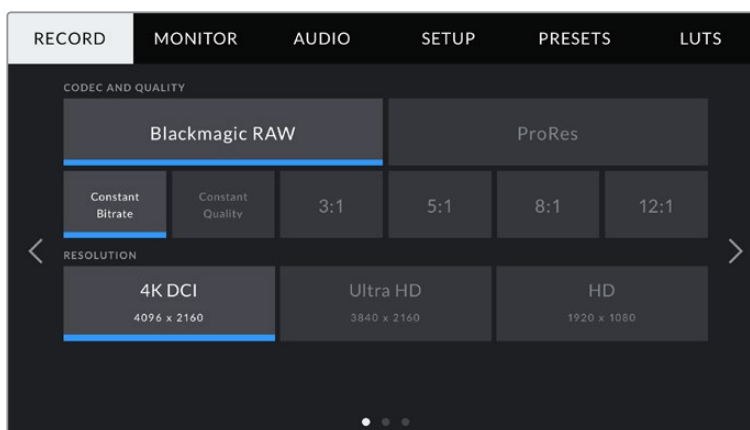 RECORD MONITOR AUDIO SETUP PRESETS LUTS
CODEC AND QUALITY
Blackmagic RAW ProRes
Constant Bitrate Constant Quality 3:1 5:1 8:1 12:1
RESOLUTION
4K DCI Ultra HD HD
4096 x 2160 3840 x 2160 1920 x 1080